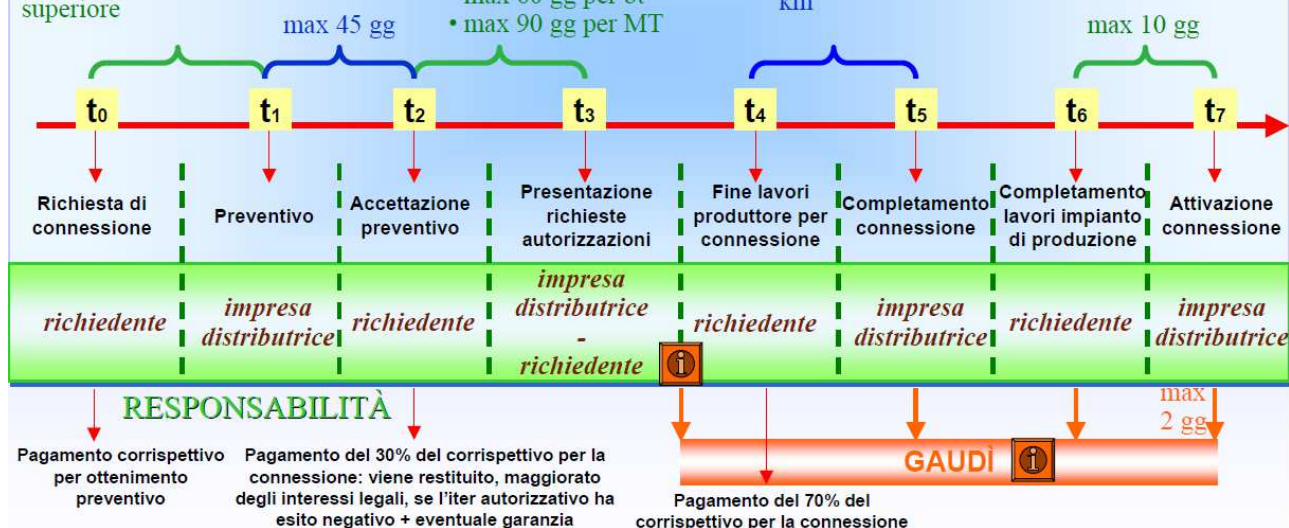 superiore
max 45 gg
• max 90 gg per MT
km
max 10 gg
t0
t1
t2
t3
t4
t5
t6
t7
Richiesta di
connessione
Preventivo
Accettazione
preventivo
Presentazione
richieste
autorizzazioni
Fine lavori
produttore per
connessione
Completamento
connessione
Completamento
lavori impianto
di produzione
Attivazione
connessione
richiedente
impresa
distributrice
richiedente
impresa
distributrice
-
richiedente
richiedente
impresa
distributrice
richiedente
impresa
distributrice
i
RESPONSABILITÀ
max
2 gg
GAUDÌ
i
Pagamento corrispettivo
per ottenimento
preventivo
Pagamento del 30% del corrispettivo per la
connessione: viene restituito, maggiorato
degli interessi legali, se l'iter autorizzativo ha
esito negativo + eventuale garanzia
Pagamento del 70% del
corrispettivo per la connessione